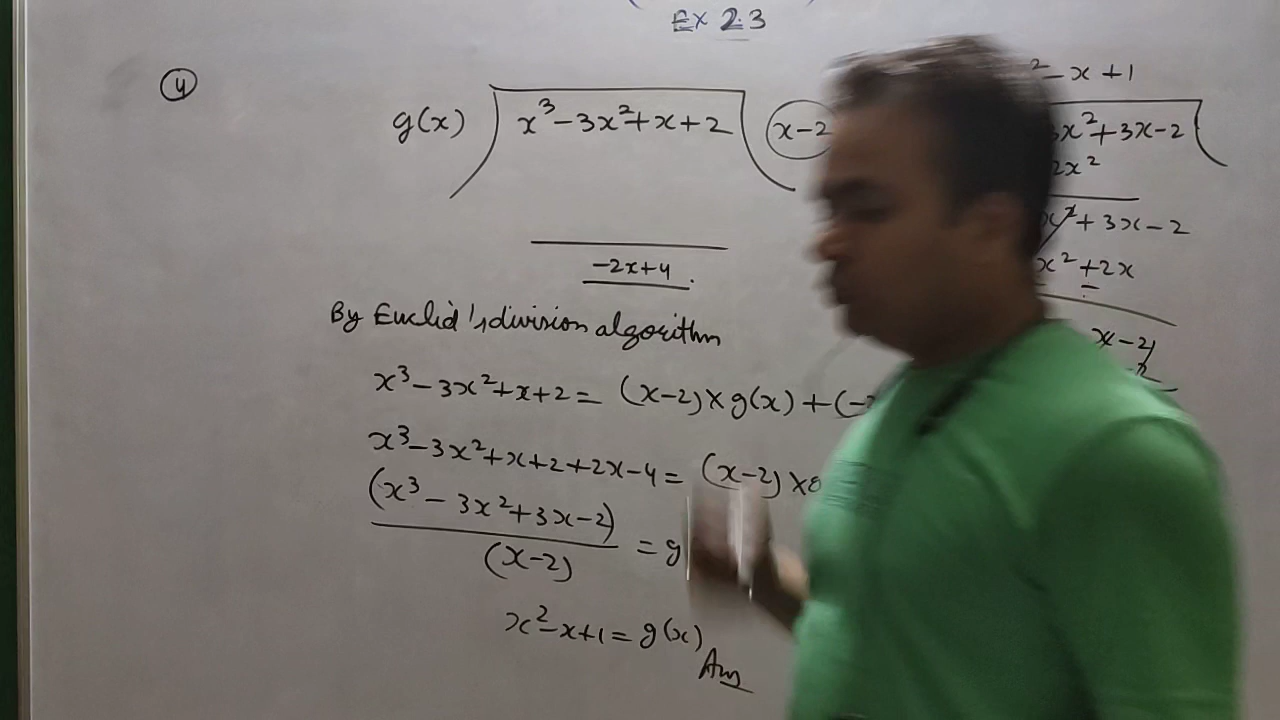 Ex 2.3
(4)
g(x) ) x³ - 3x² + x + 2 ( x-2
-2x+4
By Euclid's division algorithm
x³ - 3x² + x + 2 = (x-2) × g(x) + (-
x³ - 3x² + x + 2 + 2x - 4 = (x-2) ×
(x³ - 3x² + 3x - 2)
(x-2)
= g
x² - x + 1 = g(x)
Ans
² - x + 1
x² + 3x - 2 (
2x²
x² + 3x - 2
x² + 2x
x - 2